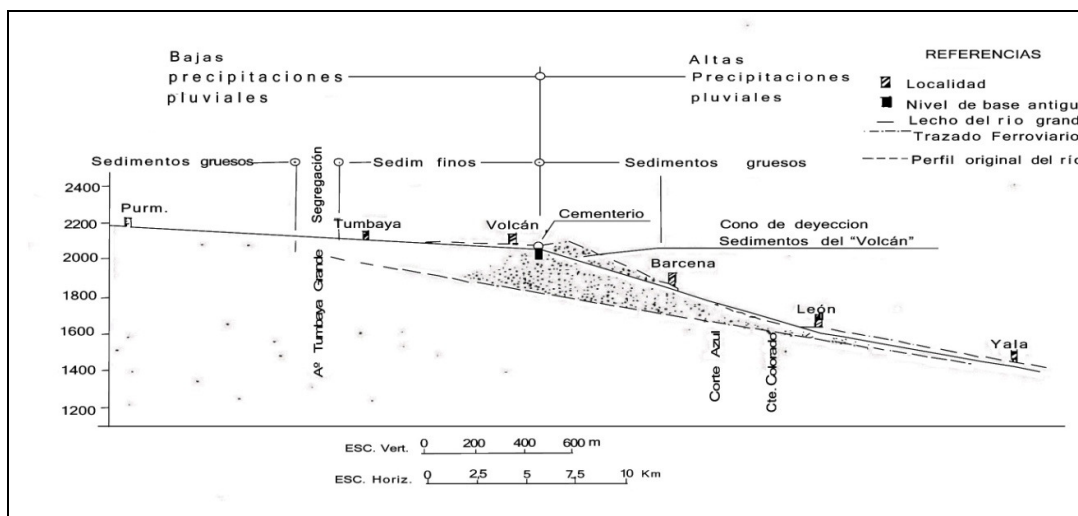 Bajas
precipitaciones
pluviales
Altas
Precipitaciones
pluviales
REFERENCIAS
Localidad
Nivel de base antigu
Lecho del rio grand
Trazado Ferroviario
Perfil original del río
Sedimentos gruesos
Segregación
Sedim finos
Sedimentos gruesos
2400
2200
2000
1800
1600
1400
1200
Purm.
Tumbaya
Volcán
Cementerio
Cono de deyeccion
Sedimentos del "Volcán"
Barcena
León
Yala
Aº Tumbaya Grande
Corte Azul
Cte. Colorado
ESC. Vert. 0 200 400 600 m
ESC. Horiz. 0 2,5 5 7,5 10 Km